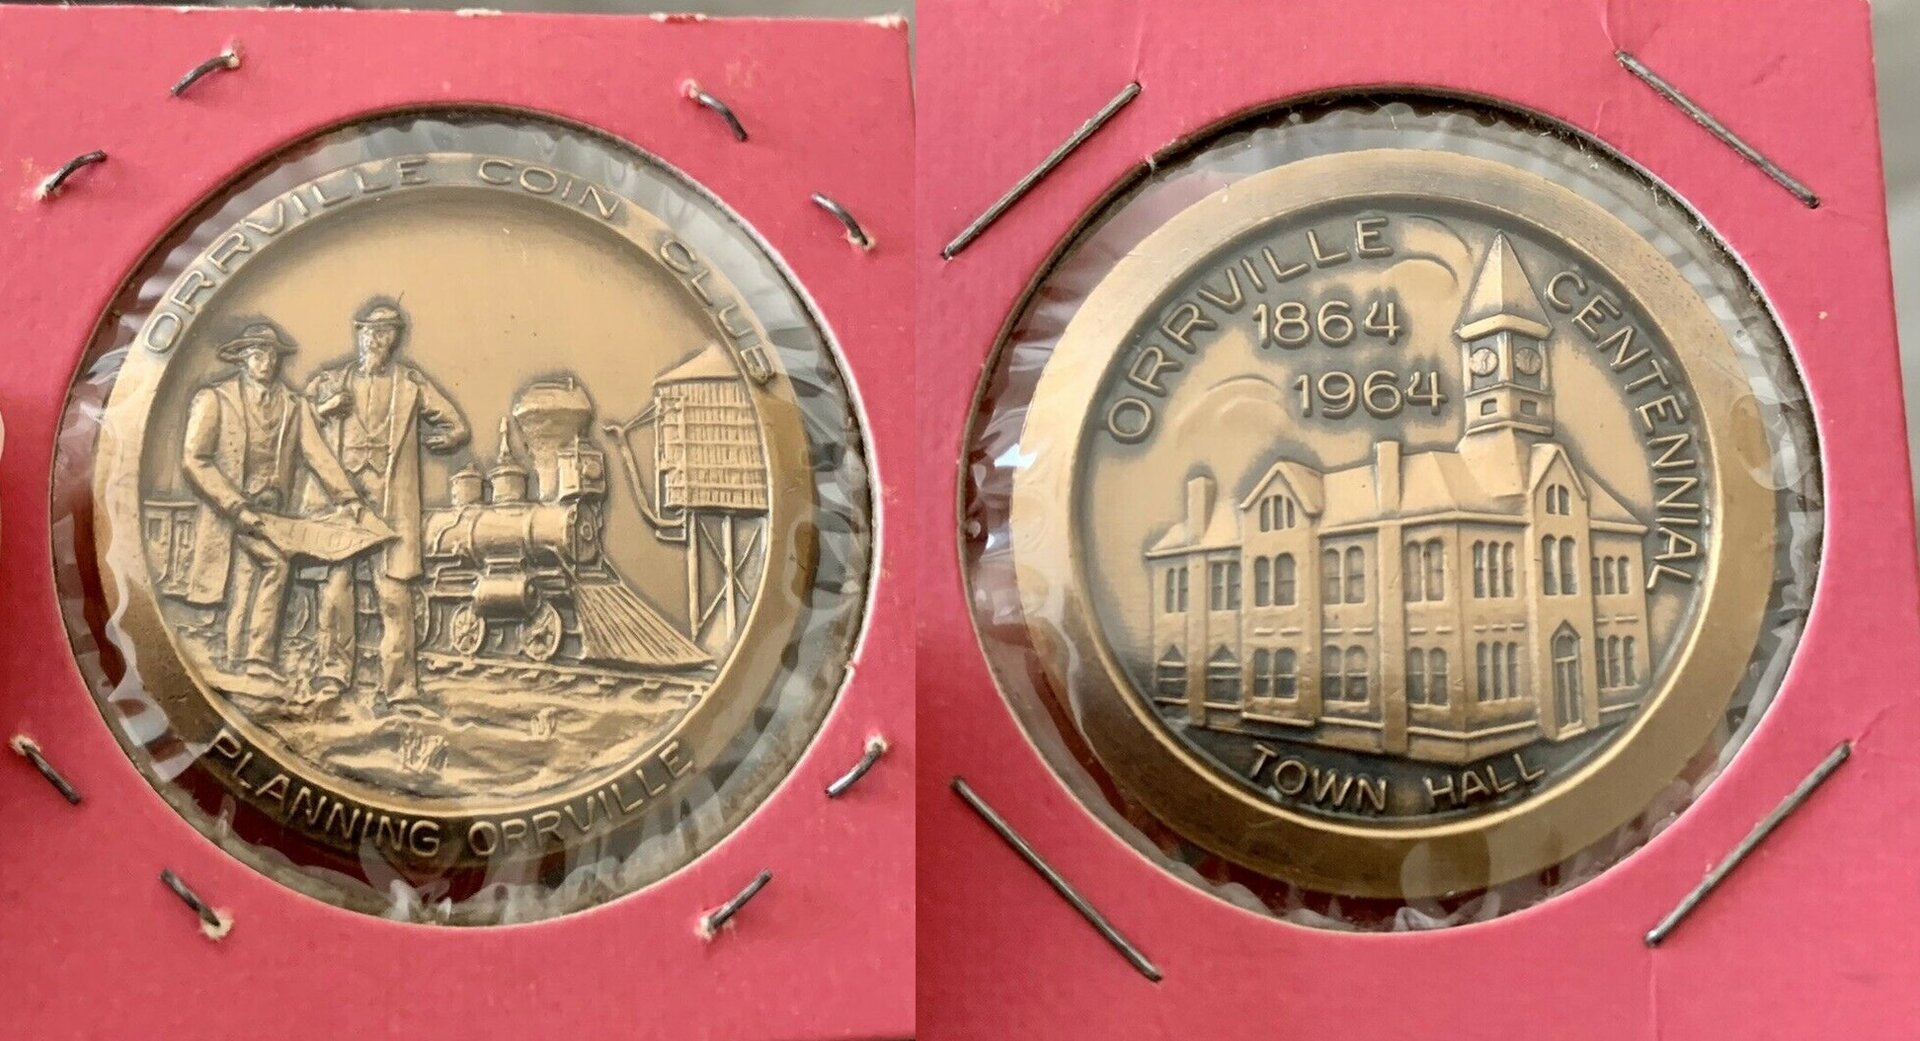 ORRVILLE COIN CLUB
PLANNING ORRVILLE
ORRVILLE CENTENNIAL
1864
1964
TOWN HALL